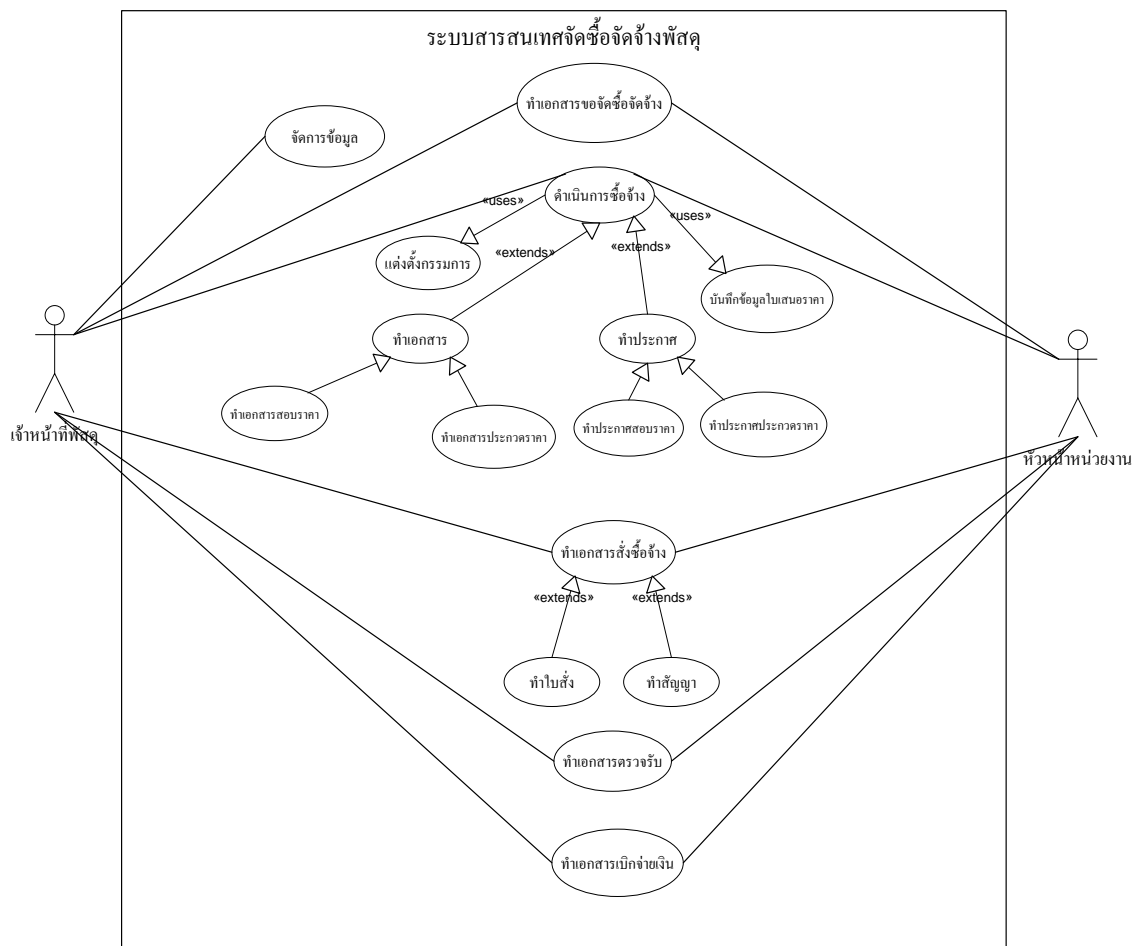 ระบบสารสนเทศจัดซื้อจัดจ้างพัสดุ
ทำเอกสารขอจัดซื้อจัดจ้าง
จัดการข้อมูล
ดำเนินการซื้อจ้าง
«uses»
«uses»
«extends»
«extends»
แต่งตั้งกรรมการ
บันทึกข้อมูลใบเสนอราคา
ทำเอกสาร
ทำประกาศ
ทำเอกสารสอบราคา
ทำเอกสารประกวดราคา
ทำประกาศสอบราคา
ทำประกาศประกวดราคา
เจ้าหน้าที่พัสดุ
หัวหน้าหน่วยงาน
ทำเอกสารสั่งซื้อจ้าง
«extends»
«extends»
ทำใบสั่ง
ทำสัญญา
ทำเอกสารตรวจรับ
ทำเอกสารเบิกจ่ายเงิน